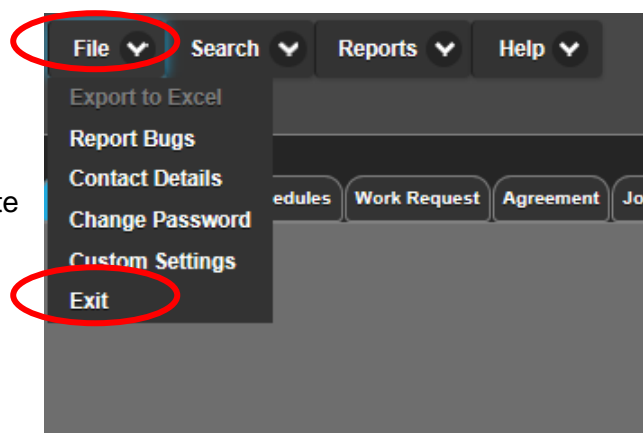 File Search Reports Help
Export to Excel
Report Bugs
Contact Details
Change Password
Custom Settings
Exit
te
edules Work Request Agreement Jo